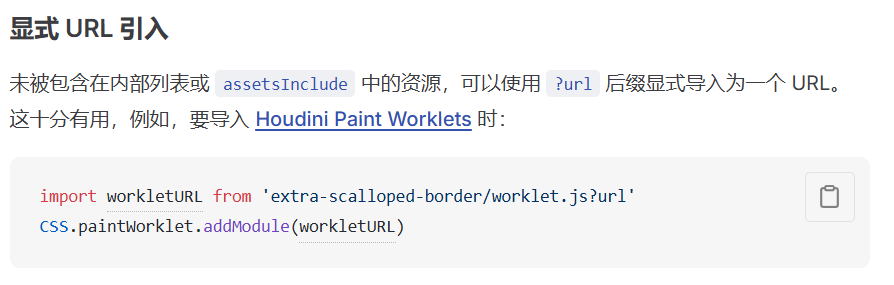 显式 URL 引入
未被包含在内部列表或 assetsInclude 中的资源，可以使用 ?url 后缀显式导入为一个 URL。
这十分有用，例如，要导入 Houdini Paint Worklets 时：
import workletURL from 'extra-scalloped-border/worklet.js?url'
CSS.paintWorklet.addModule(workletURL)